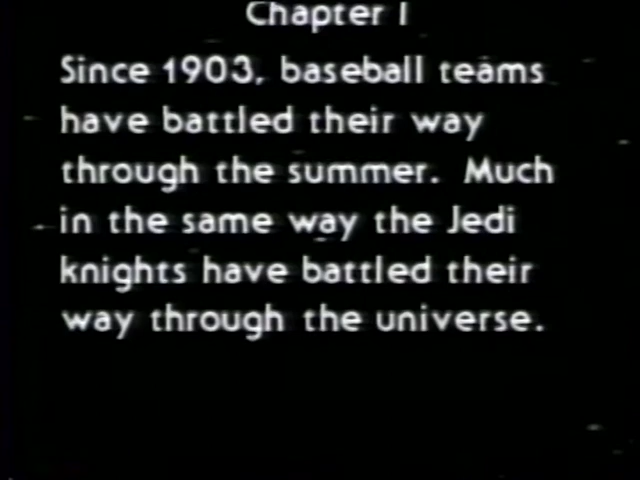 Chapter 1
Since 1903, baseball teams
have battled their way
through the summer. Much
in the same way the Jedi
knights have battled their
way through the universe.